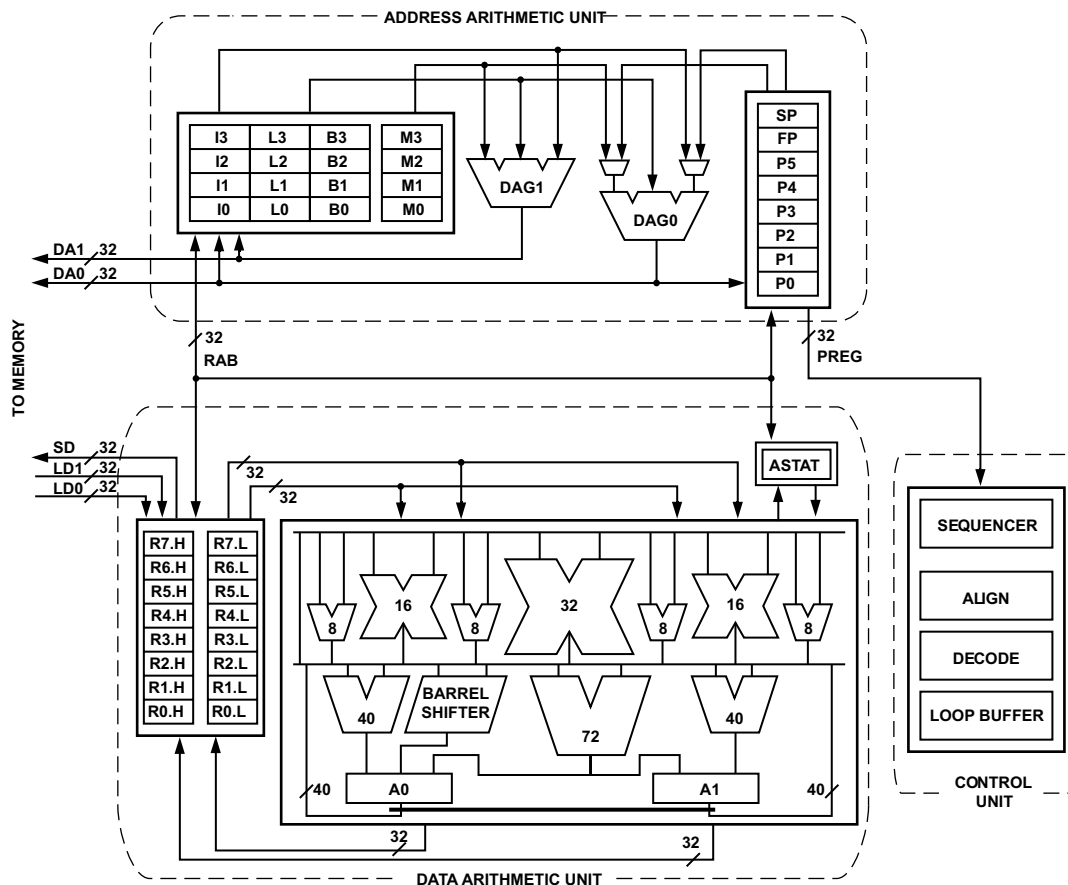 ADDRESS ARITHMETIC UNIT
I3 L3 B3 M3
I2 L2 B2 M2
I1 L1 B1 M1
I0 L0 B0 M0
DAG1
DAG0
SP
FP
P5
P4
P3
P2
P1
P0
DA1 32
DA0 32
TO MEMORY
32
RAB
32
PREG
SD 32
LD1 32
LD0 32
32
32
ASTAT
R7.H R7.L
R6.H R6.L
R5.H R5.L
R4.H R4.L
R3.H R3.L
R2.H R2.L
R1.H R1.L
R0.H R0.L
8
16
8
32
8
16
8
40
BARREL
SHIFTER
72
40
40
A0
A1
40
32
32
DATA ARITHMETIC UNIT
SEQUENCER
ALIGN
DECODE
LOOP BUFFER
CONTROL
UNIT